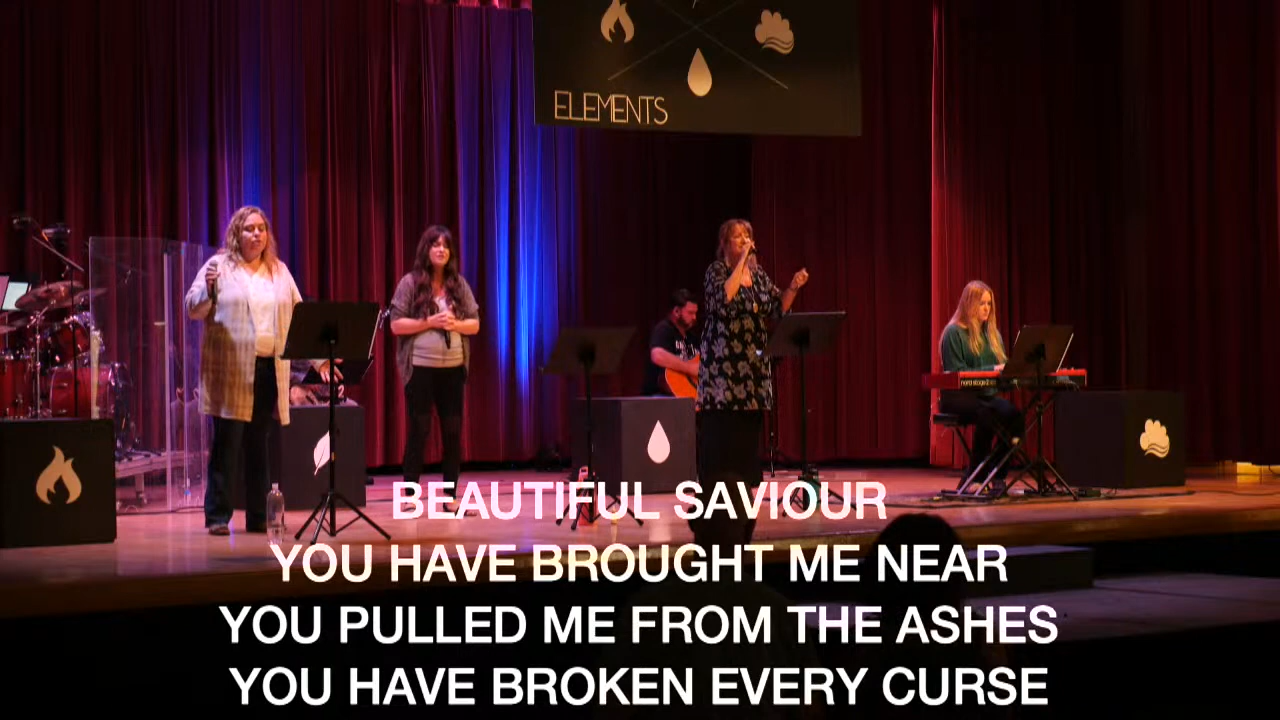 ELEMENTS
BEAUTIFUL SAVIOUR
YOU HAVE BROUGHT ME NEAR
YOU PULLED ME FROM THE ASHES
YOU HAVE BROKEN EVERY CURSE